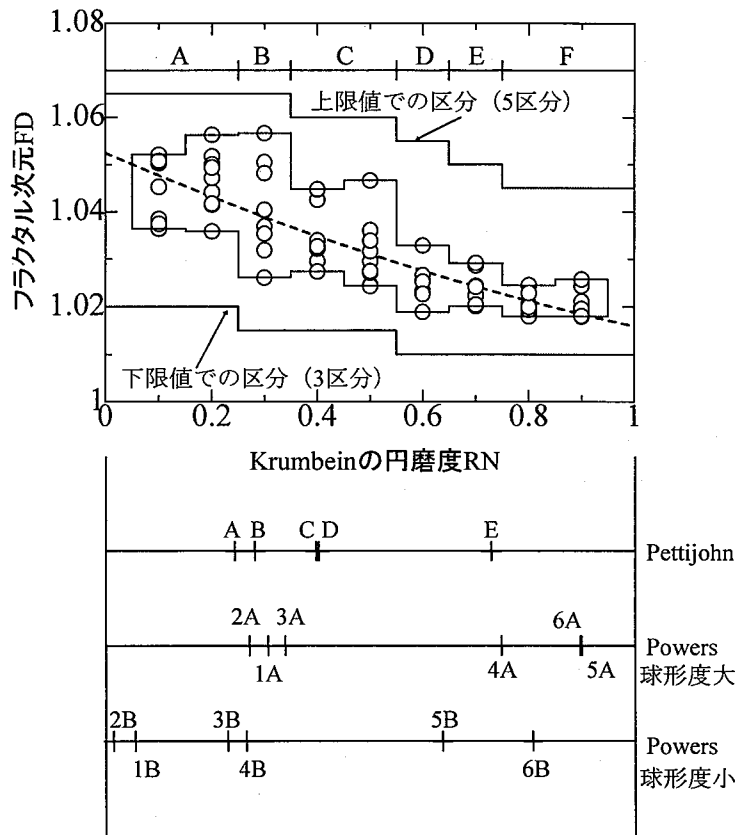 1.08
A B C D E F
上限値での区分(5区分)
1.06
フラクタル次元FD
1.04
1.02
下限値での区分(3区分)
1
0 0.2 0.4 0.6 0.8 1
Krumbeinの円磨度RN
A B C D E
Pettijohn
2A 3A 6A
Powers
1A 4A 5A
球形度大
2B 3B 5B
Powers
1B 4B 6B
球形度小